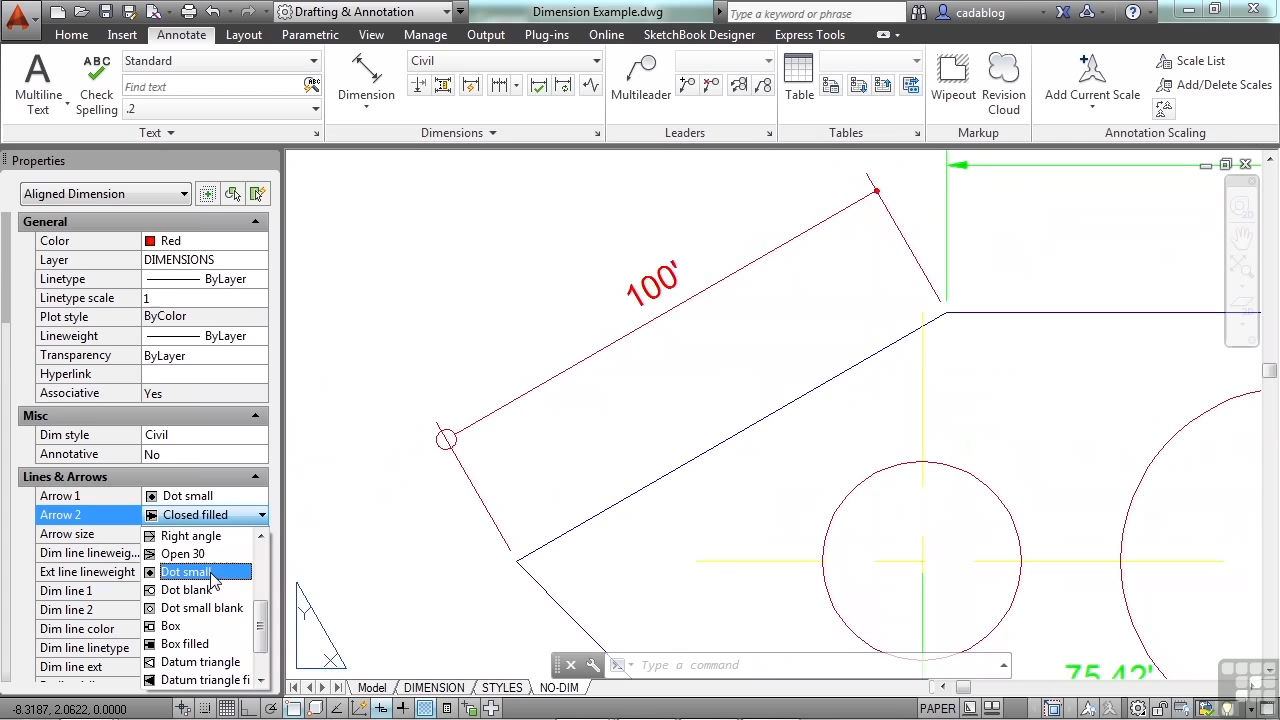 Drafting & Annotation
Dimension Example.dwg
Type a keyword or phrase
cadablog
Home Insert Annotate Layout Parametric View Manage Output Plug-ins Online SketchBook Designer Express Tools
A
Multiline Text
ABC
Check Spelling
Standard
Find text
.2
Dimension
Civil
Multileader
Table
Wipeout
Revision Cloud
Add Current Scale
Scale List
Add/Delete Scales
Text
Dimensions
Leaders
Tables
Markup
Annotation Scaling
Properties
Aligned Dimension
General
Color Red
Layer DIMENSIONS
Linetype ByLayer
Linetype scale 1
Plot style ByColor
Lineweight ByLayer
Transparency ByLayer
Hyperlink
Associative Yes
Misc
Dim style Civil
Annotative No
Lines & Arrows
Arrow 1 Dot small
Arrow 2 Closed filled
Arrow size
Dim line lineweig...
Ext line lineweight
Dim line 1
Dim line 2
Dim line color
Dim line linetype
Dim line ext
Right angle
Open 30
Dot small
Dot blank
Dot small blank
Box
Box filled
Datum triangle
Datum triangle fi
100'
75.42'
Y
X
Type a command
Model DIMENSION STYLES NO-DIM
-8.3187, 2.0622, 0.0000
PAPER